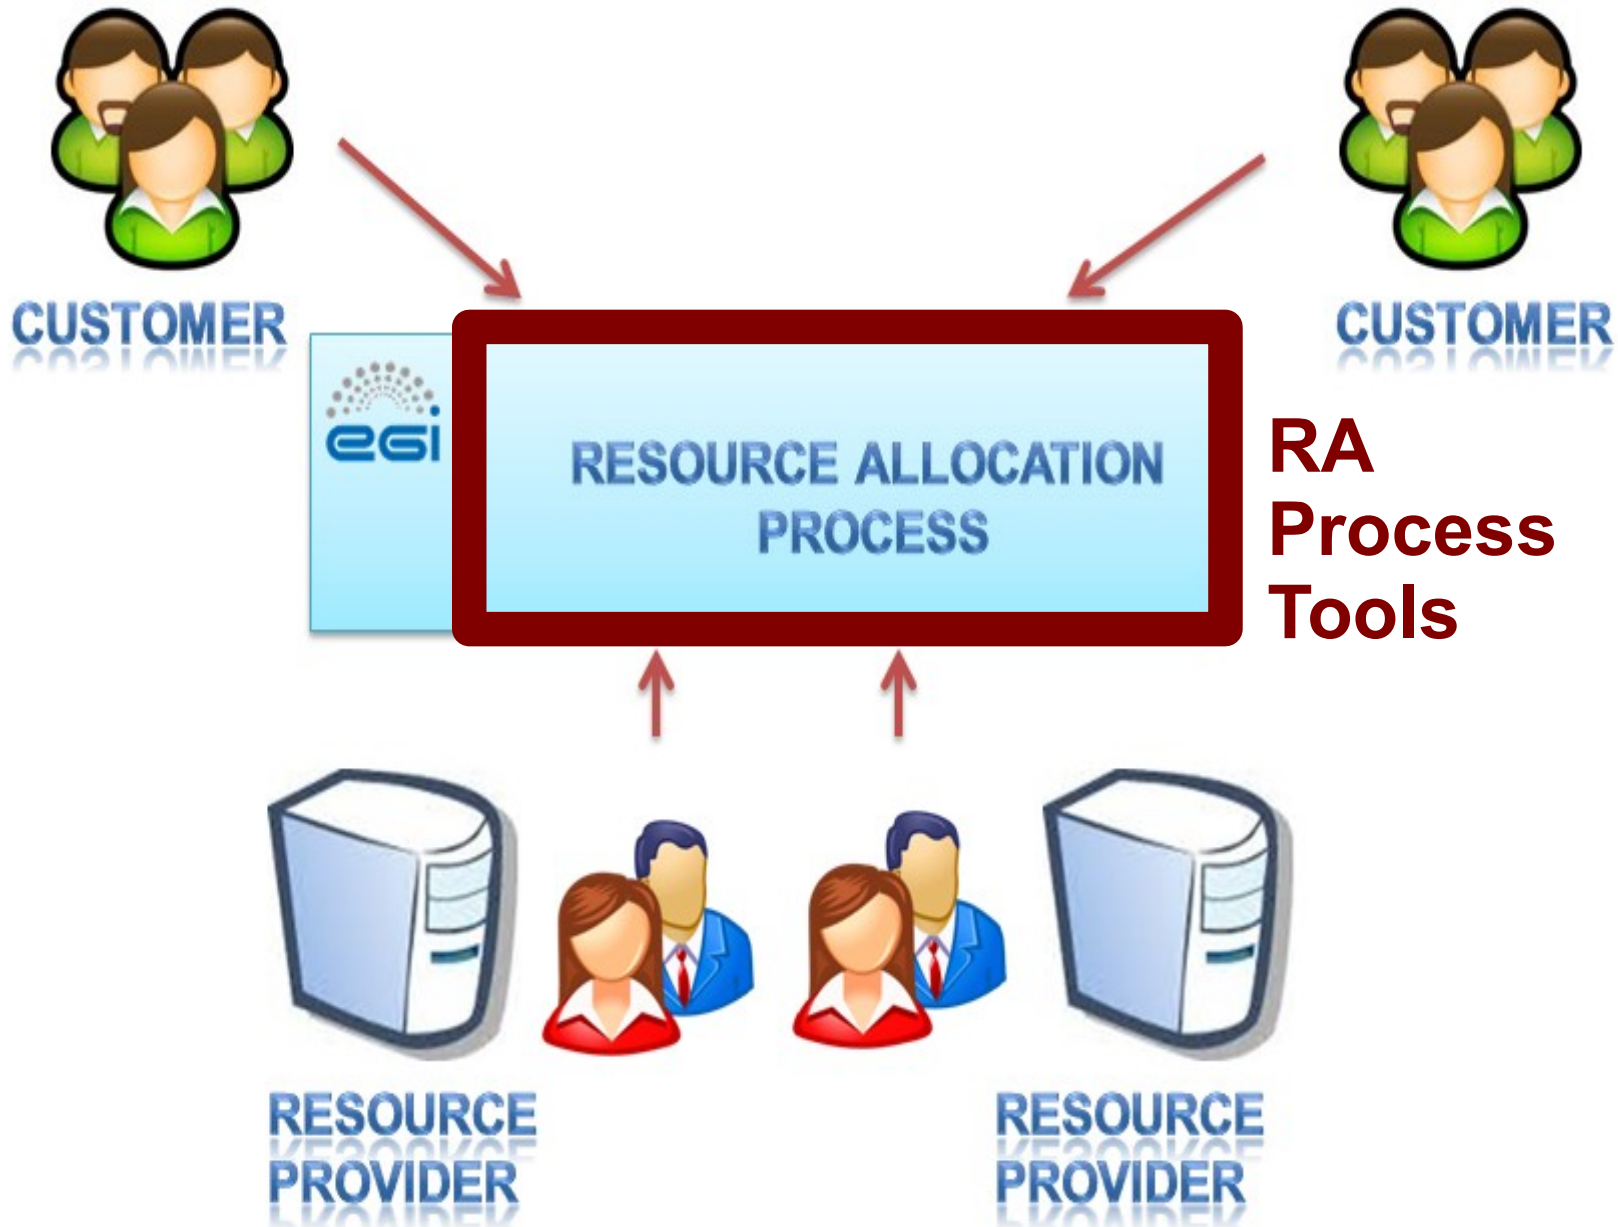 CUSTOMER
CUSTOMER
egi
RESOURCE ALLOCATION
PROCESS
RA
Process
Tools
RESOURCE
PROVIDER
RESOURCE
PROVIDER